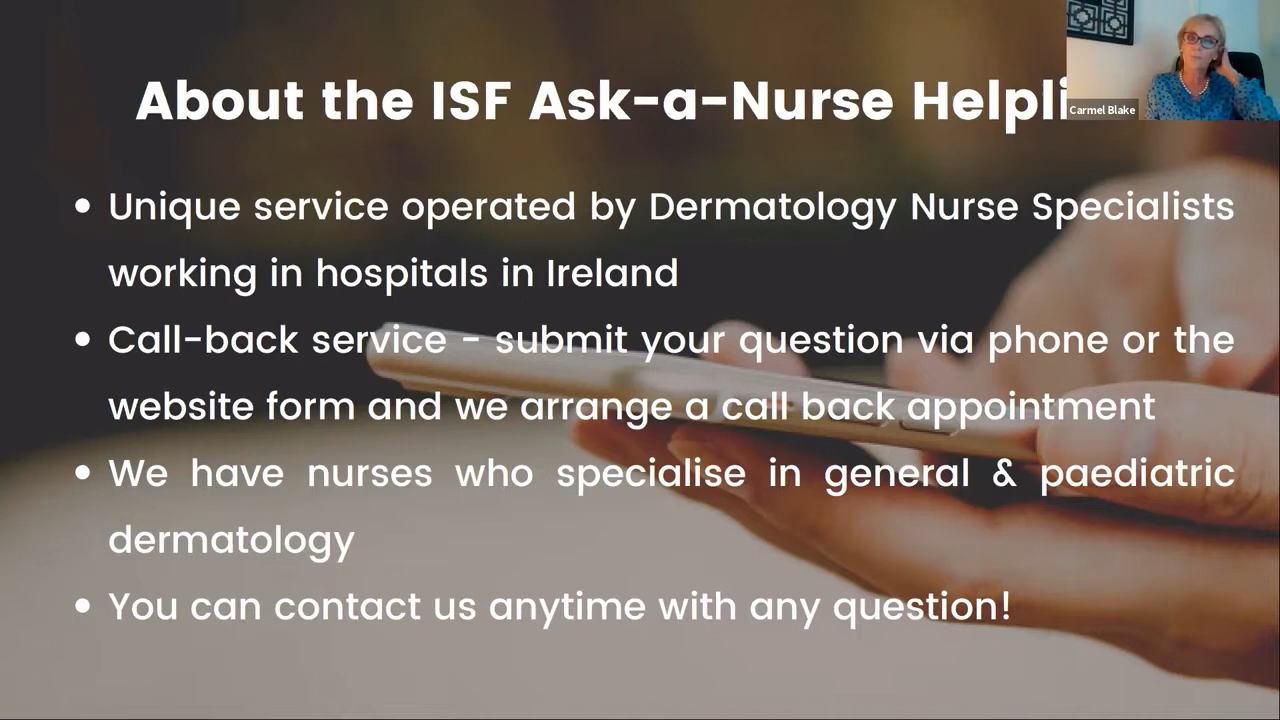 About the ISF Ask-a-Nurse Helpli
Carmel Blake
• Unique service operated by Dermatology Nurse Specialists
working in hospitals in Ireland
• Call-back service - submit your question via phone or the
website form and we arrange a call back appointment
• We have nurses who specialise in general & paediatric
dermatology
• You can contact us anytime with any question!